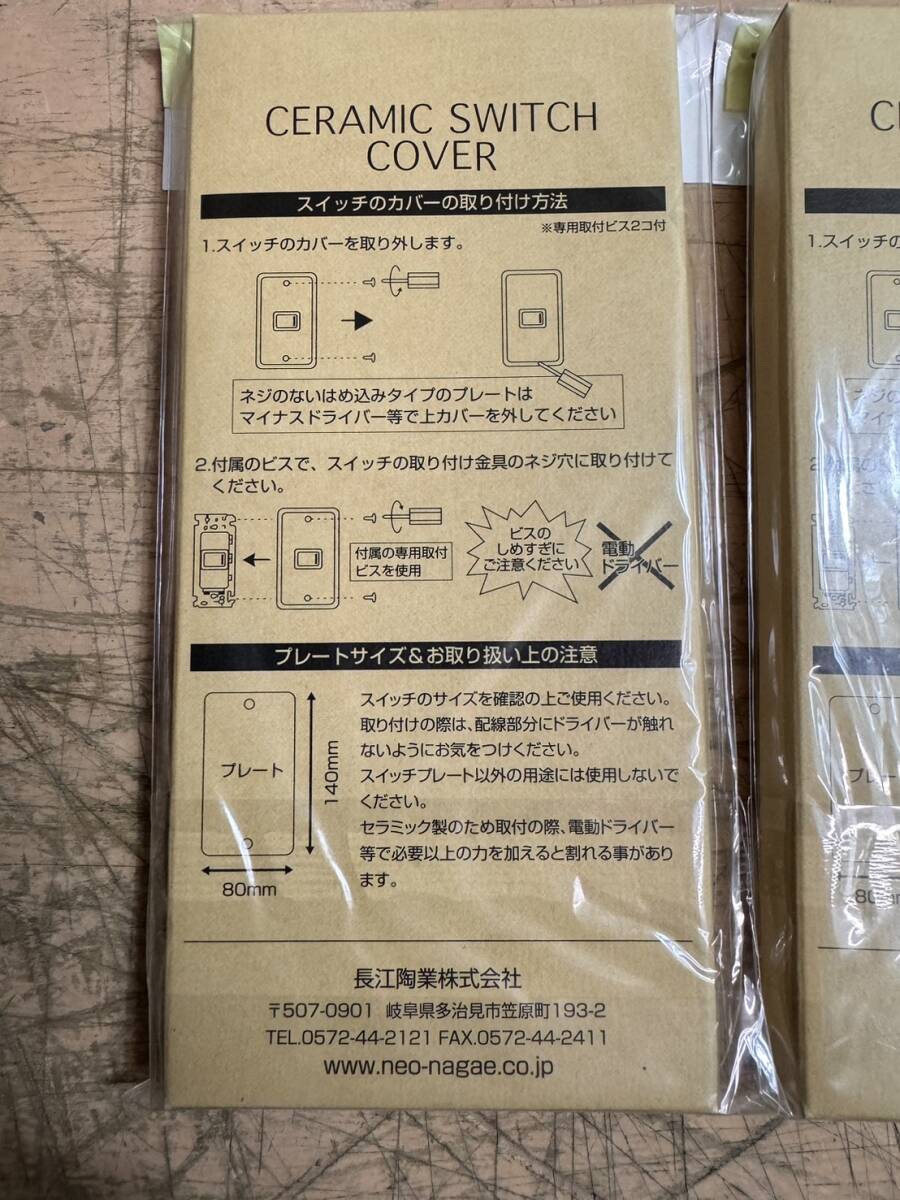 CERAMIC SWITCH
COVER
スイッチのカバーの取り付け方法
※専用取付ビス2コ付
1.スイッチのカバーを取り外します。
ネジのないはめ込みタイプのプレートは
マイナスドライバー等で上カバーを外してください
2.付属のビスで、スイッチの取り付け金具のネジ穴に取り付けて
ください。
付属の専用取付
ビスを使用
ビスの
しめすぎに
ご注意ください
電動
ドライバー
プレートサイズ&お取り扱い上の注意
プレート
140mm
80mm
スイッチのサイズを確認の上ご使用ください。
取り付けの際は、配線部分にドライバーが触れ
ないようにお気をつけください。
スイッチプレート以外の用途には使用しないで
ください。
セラミック製のため取付の際、電動ドライバー
等で必要以上の力を加えると割れる事があり
ます。
長江陶業株式会社
〒507-0901 岐阜県多治見市笠原町193-2
TEL.0572-44-2121 FAX.0572-44-2411
www.neo-nagae.co.jp
CE
1.スイッチの